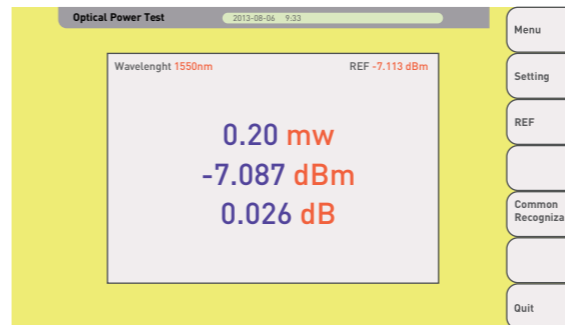 Optical Power Test 2013-08-06 9:33
Menu
Wavelenght 1550nm REF -7.113 dBm
Setting
REF
0.20 mw
-7.087 dBm
0.026 dB
Common
Recogniza
Quit